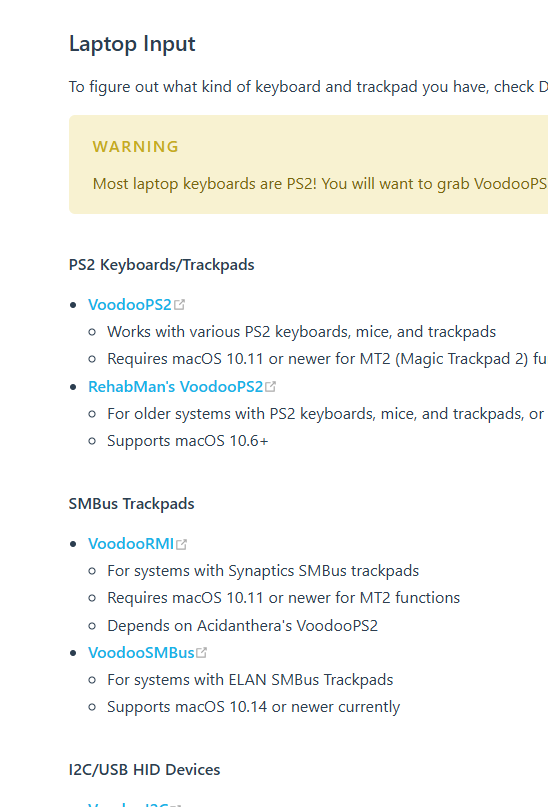 Laptop Input
To figure out what kind of keyboard and trackpad you have, check D
WARNING
Most laptop keyboards are PS2! You will want to grab VoodooPS
PS2 Keyboards/Trackpads
VoodooPS2
Works with various PS2 keyboards, mice, and trackpads
Requires macOS 10.11 or newer for MT2 (Magic Trackpad 2) fu
RehabMan's VoodooPS2
For older systems with PS2 keyboards, mice, and trackpads, or
Supports macOS 10.6+
SMBus Trackpads
VoodooRMI
For systems with Synaptics SMBus trackpads
Requires macOS 10.11 or newer for MT2 functions
Depends on Acidanthera's VoodooPS2
VoodooSMBus
For systems with ELAN SMBus Trackpads
Supports macOS 10.14 or newer currently
I2C/USB HID Devices